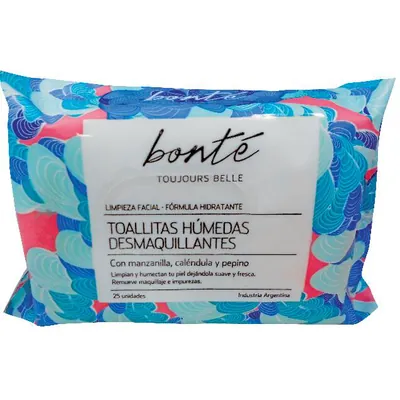 bonté
TOUJOURS BELLE
LIMPIEZA FACIAL - FÓRMULA HIDRATANTE
TOALLITAS HÚMEDAS
DESMAQUILLANTES
Con manzanilla, caléndula y pepino
Limpian y humectan tu piel dejándola suave y fresca.
Remueve maquillaje e impurezas.
25 unidades
Industria Argentina